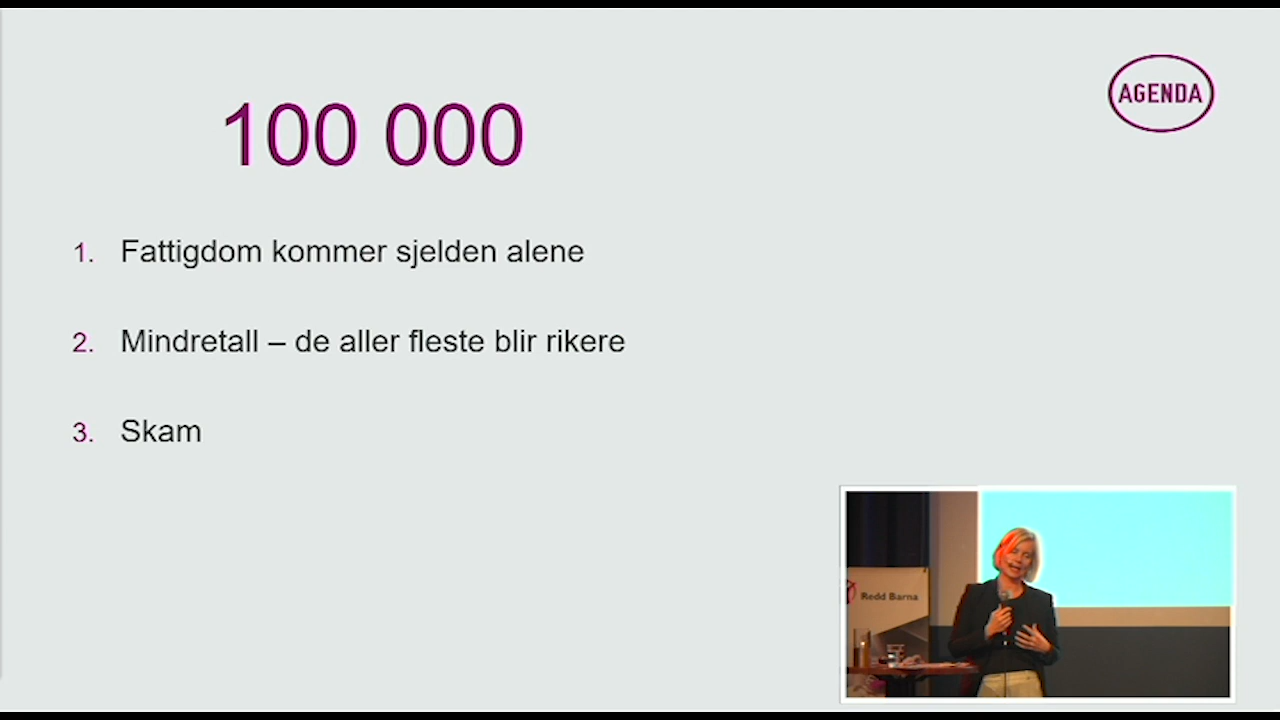 AGENDA
100 000
1. Fattigdom kommer sjelden alene
2. Mindretall – de aller fleste blir rikere
3. Skam
Redd Barna